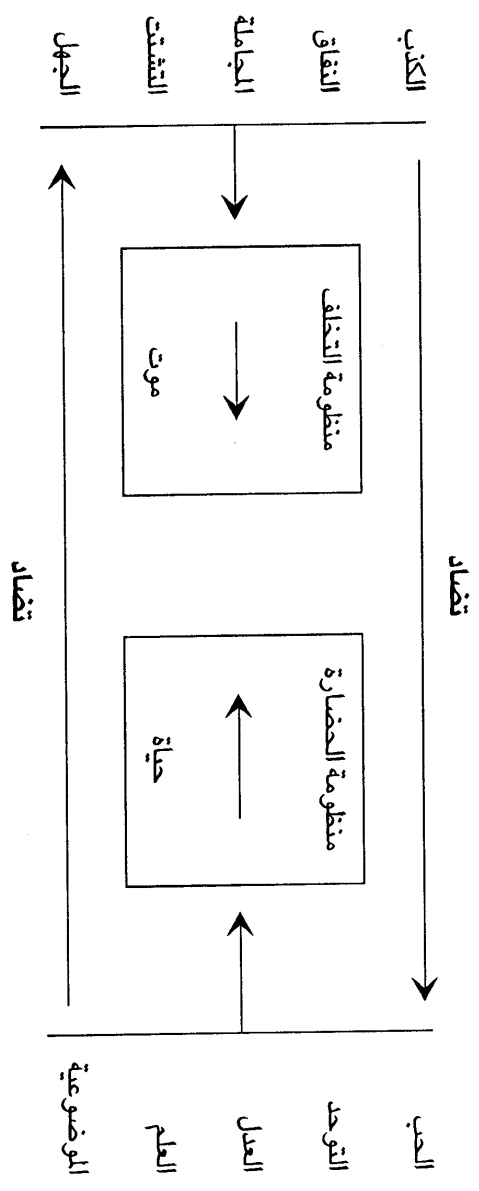 تضاد
الحب
التوحد
العدل
العلم
الموضوعية
منظومة الحضارة
حياة
منظومة التخلف
موت
الكذب
النفاق
المجاملة
التشتت
الجهل
تضاد